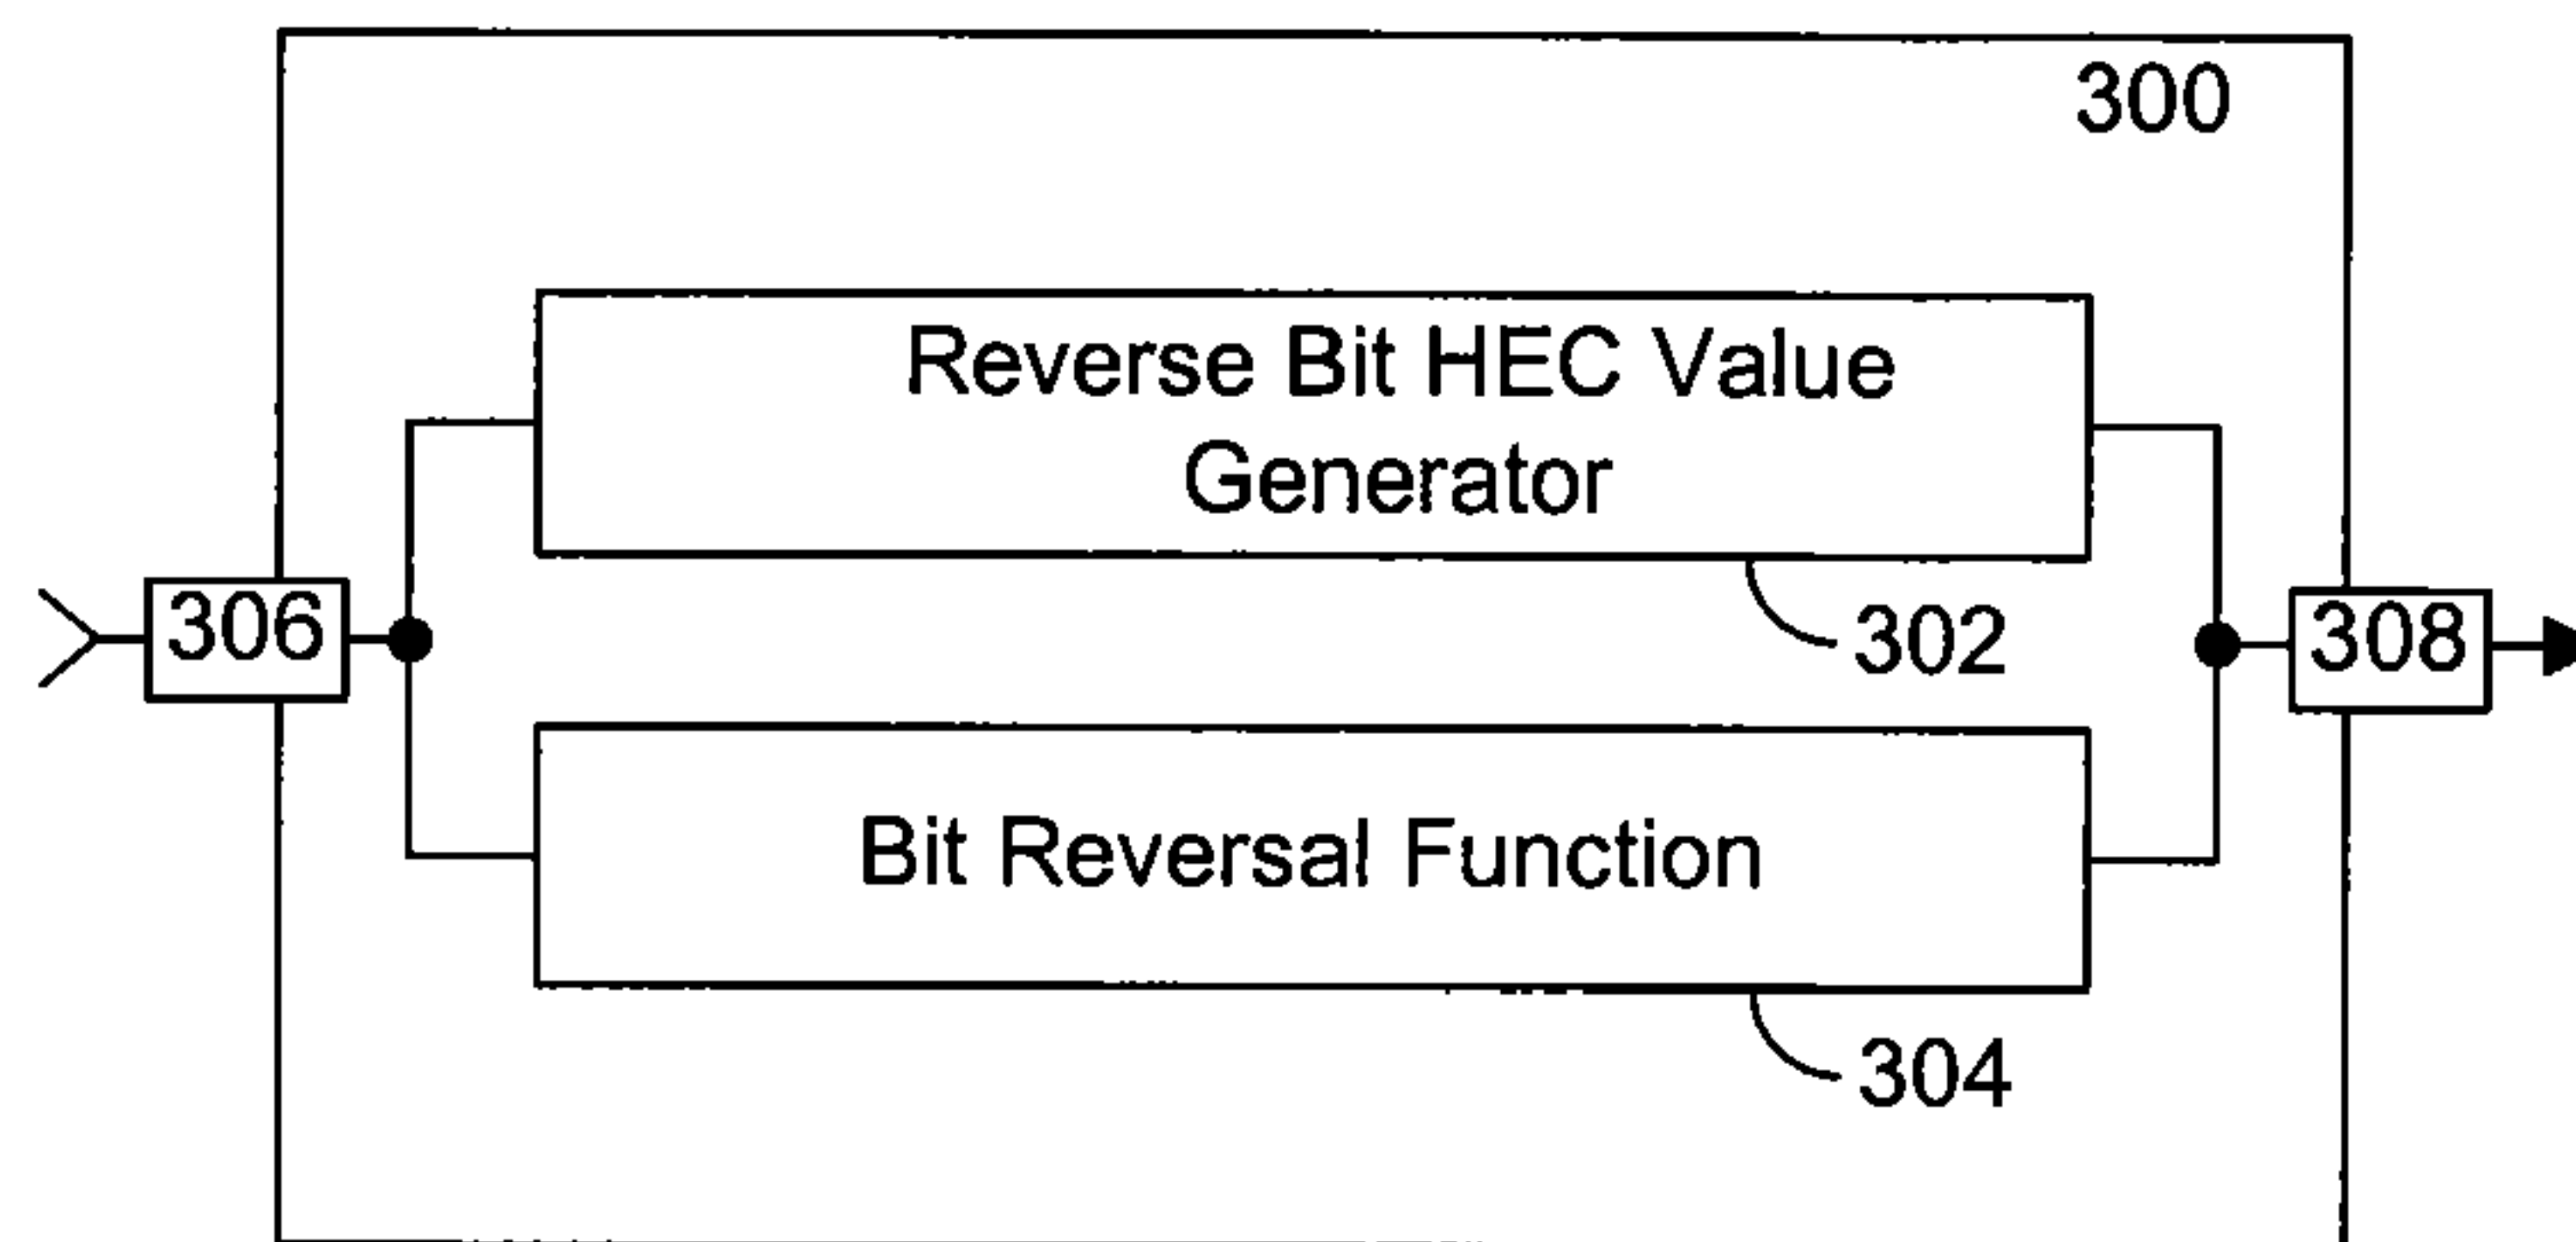 300
Reverse Bit HEC Value
Generator
306
302
308
Bit Reversal Function
304